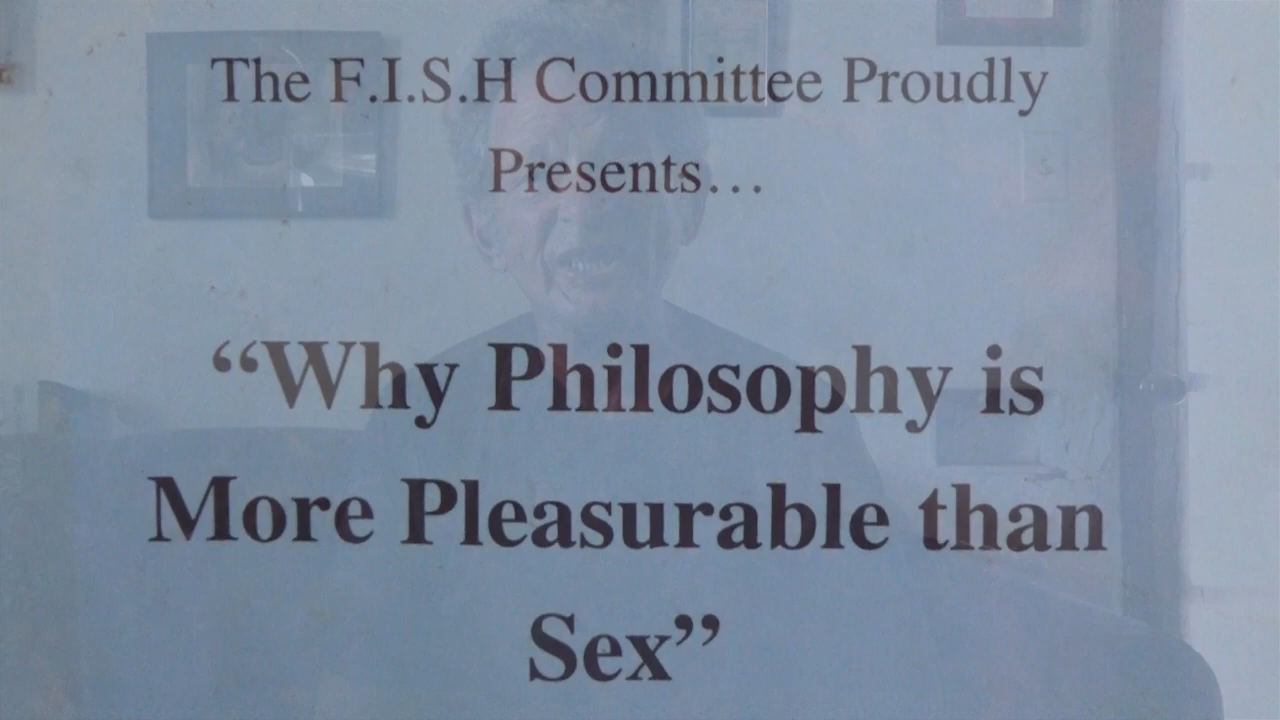 The F.I.S.H Committee Proudly
Presents…
“Why Philosophy is
More Pleasurable than
Sex”